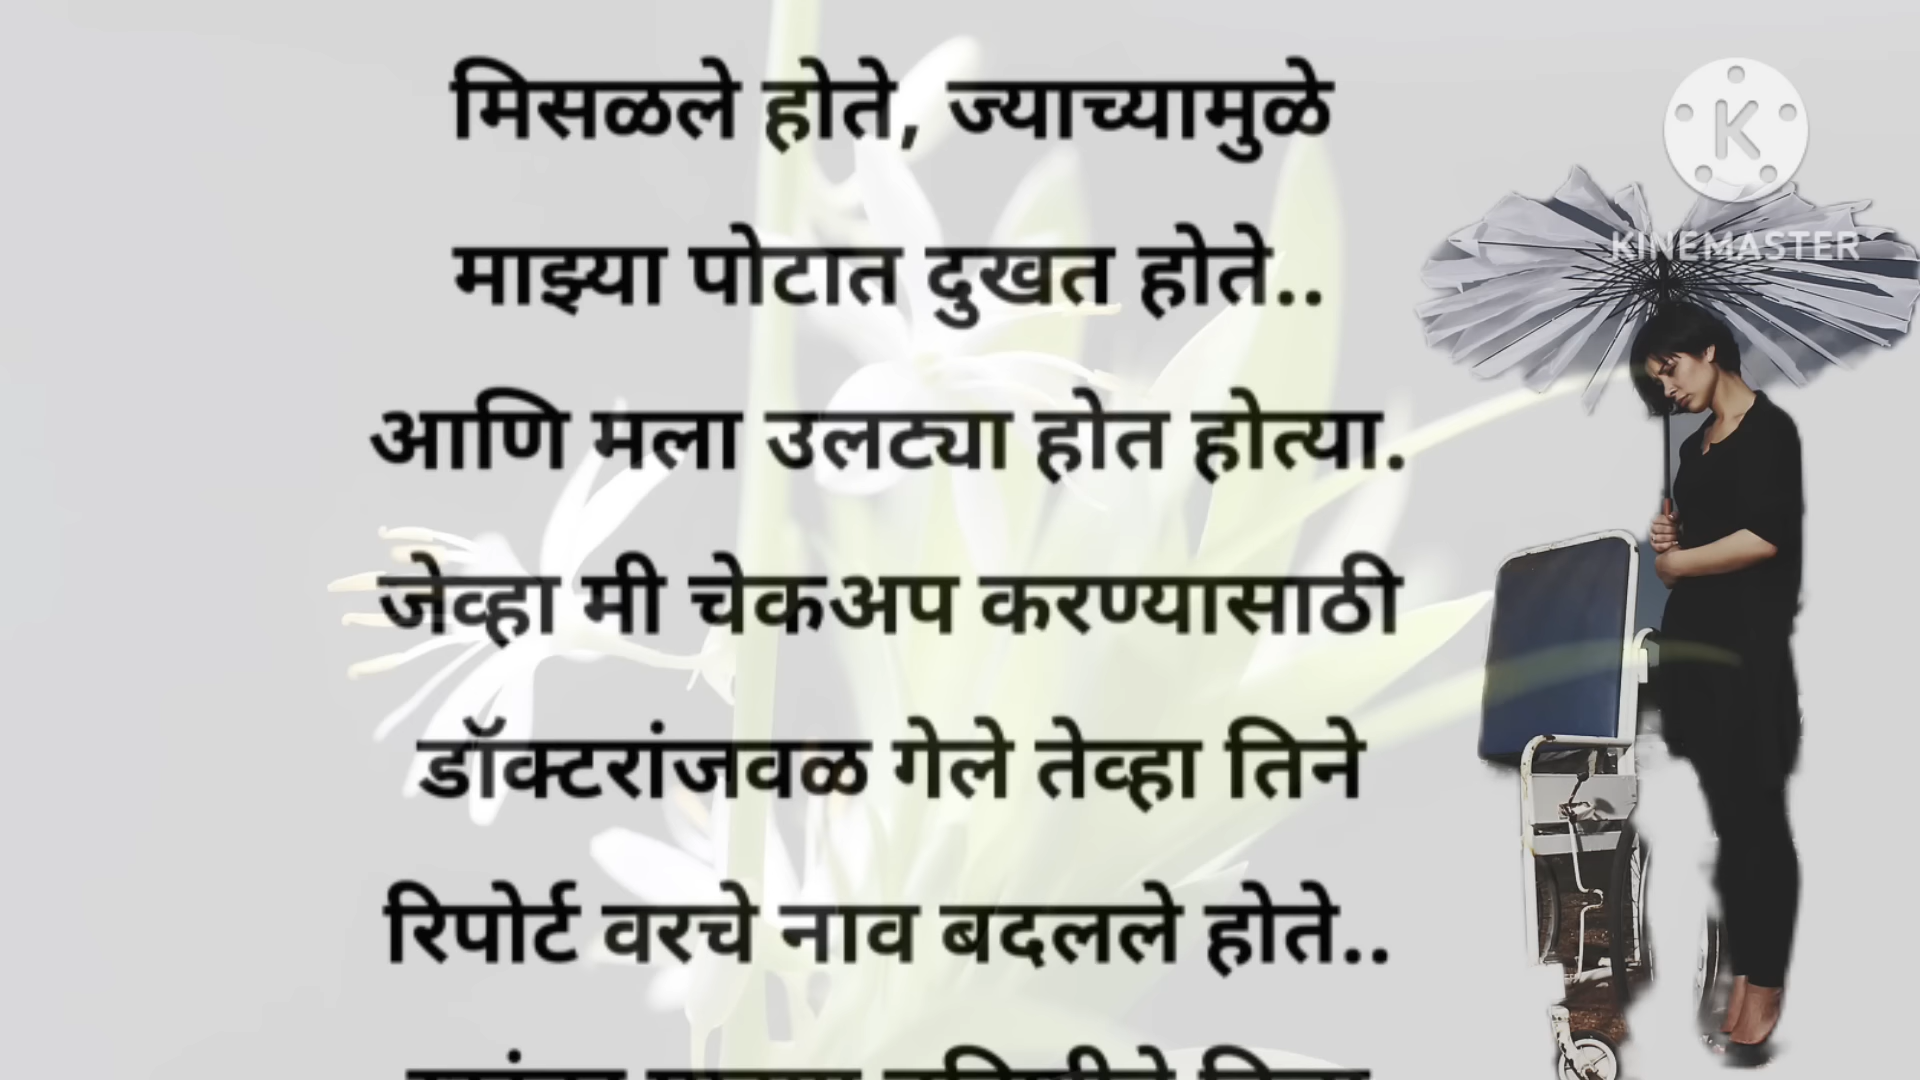 मिसळले होते, ज्याच्यामुळे
माझ्या पोटात दुखत होते..
आणि मला उलट्या होत होत्या.
जेव्हा मी चेकअप करण्यासाठी
डॉक्टरांजवळ गेले तेव्हा तिने
रिपोर्ट वरचे नाव बदलले होते..
K
KINEMASTER